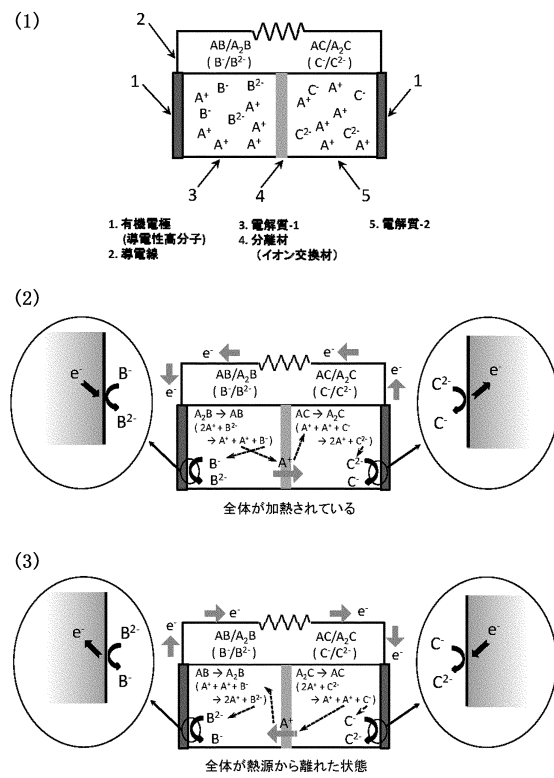 (1)
2
AB/A₂B
(B⁻/B²⁻)
AC/A₂C
(C⁻/C²⁻)
1
1
A⁺ B⁻ B²⁻
B⁻ A⁺
A⁺ B²⁻ A⁺
A⁺ A⁺
C⁻ A⁺
A⁺ C⁻
A⁺
C²⁻ C²⁻
A⁺ A⁺
3
4
5
1. 有機電極
(導電性高分子)
2. 導電線
3. 電解質-1
4. 分離材
(イオン交換材)
5. 電解質-2
(2)
e⁻ B⁻
B²⁻
e⁻ e⁻
e⁻ e⁻
AB/A₂B
(B⁻/B²⁻)
AC/A₂C
(C⁻/C²⁻)
A₂B → AB
(2A⁺ + B²⁻
→ A⁺ + A⁺ + B⁻)
AC → A₂C
(A⁺ + A⁺ + C⁻
→ 2A⁺ + C²⁻)
B⁻
B²⁻
A⁺
C²⁻
C⁻
C²⁻ e⁻
C⁻
全体が加熱されている
(3)
e⁻ B²⁻
B⁻
e⁻ e⁻
e⁻ e⁻
AB/A₂B
(B⁻/B²⁻)
AC/A₂C
(C⁻/C²⁻)
AB → A₂B
(A⁺ + A⁺ + B⁻
→ 2A⁺ + B²⁻)
A₂C → AC
(2A⁺ + C²⁻
→ A⁺ + A⁺ + C⁻)
B²⁻
B⁻
A⁺
C⁻
C²⁻
C⁻ e⁻
C²⁻
全体が熱源から離れた状態